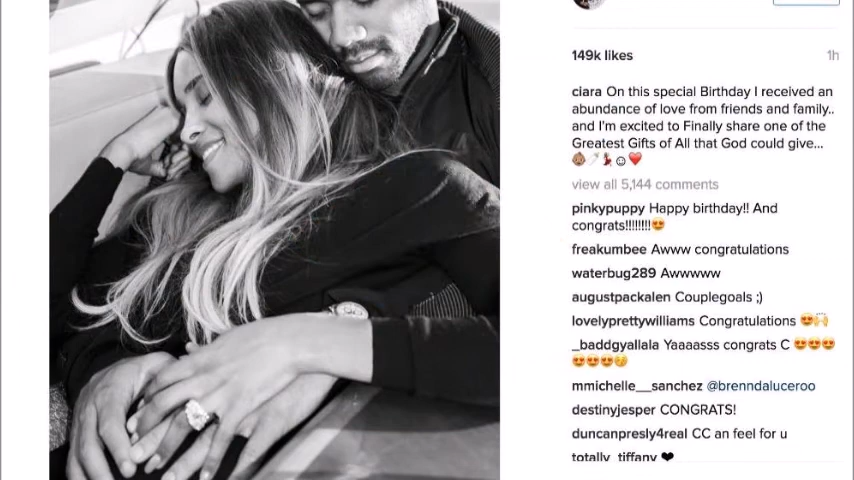 149k likes
1h
ciara On this special Birthday I received an
abundance of love from friends and family..
and I'm excited to Finally share one of the
Greatest Gifts of All that God could give...
👶🏽🍼💃🏽☺❤️
view all 5,144 comments
pinkypuppy Happy birthday!! And
congrats!!!!!!!!😍
freakumbee Awww congratulations
waterbug289 Awwwww
augustpackalen Couplegoals ;)
lovelyprettywilliams Congratulations 😍🙌
_baddgyallala Yaaaasss congrats C 😍😍😍
😍😍😍😚
mmichelle__sanchez @brenndaluceroo
destinyjesper CONGRATS!
duncanpresly4real CC an feel for u
totally_tiffany ❤